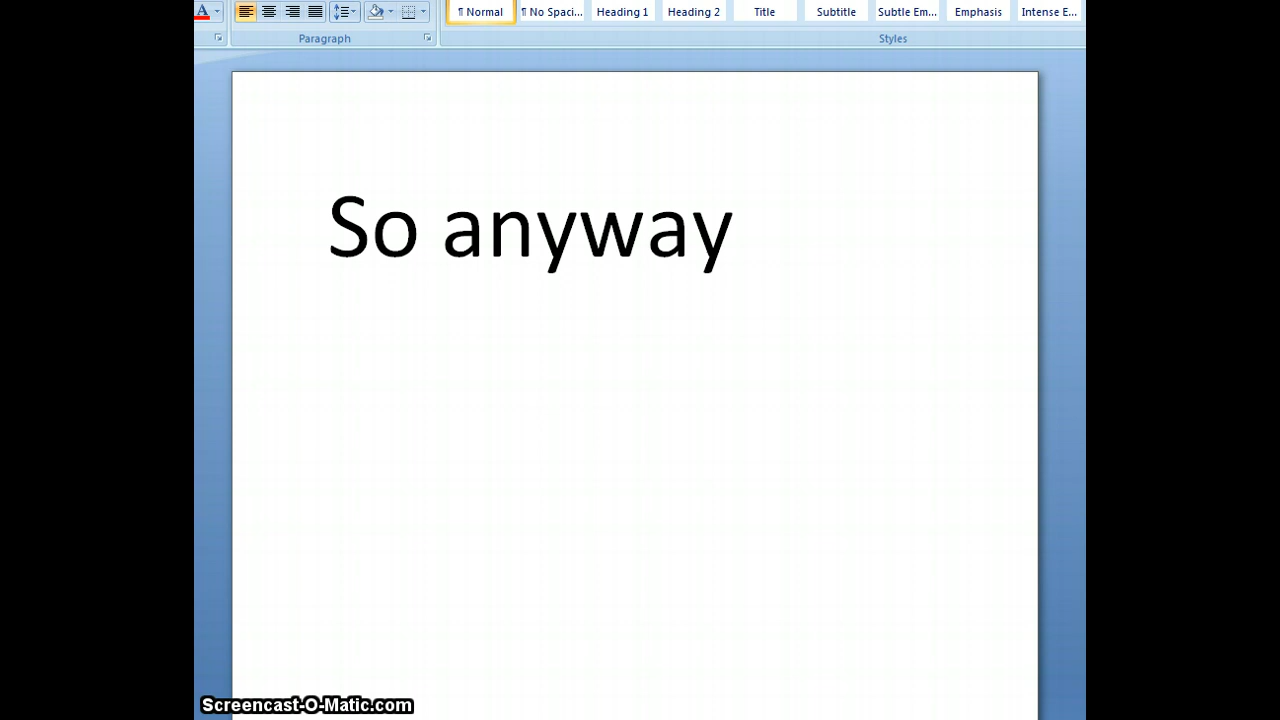 A
¶ Normal ¶ No Spaci... Heading 1 Heading 2 Title Subtitle Subtle Em... Emphasis Intense E...
Paragraph Styles
So anyway
Screencast-O-Matic.com